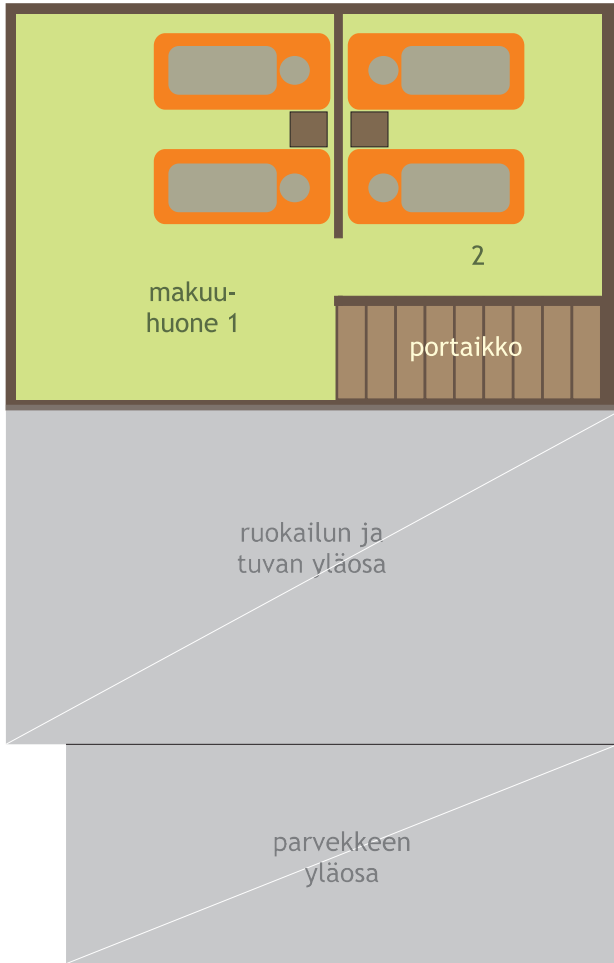 2
makuu-
huone 1
portaikko
ruokailun ja
tuvan yläosa
parvekkeen
yläosa